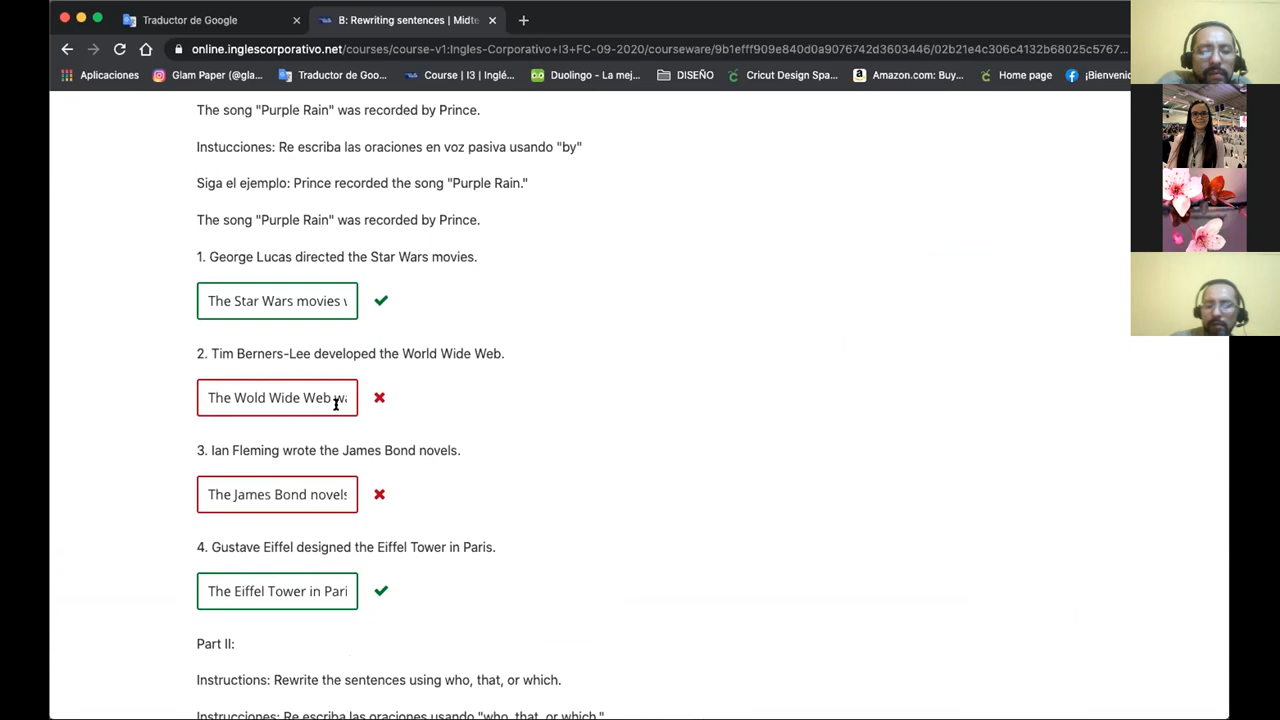 Traductor de Google
B: Rewriting sentences | Midte
online.inglescorporativo.net/courses/course-v1:Ingles-Corporativo+I3+FC-09-2020/courseware/9b1efff909e840d0a9076742d3603446/02b21e4c306c4132b68025c5767...
Aplicaciones
Glam Paper (@gla...
Traductor de Goo...
Course | I3 | Inglé...
Duolingo - La mej...
DISEÑO
Cricut Design Spa...
Amazon.com: Buy...
Home page
¡Bienveni
The song "Purple Rain" was recorded by Prince.
Instucciones: Re escriba las oraciones en voz pasiva usando "by"
Siga el ejemplo: Prince recorded the song "Purple Rain."
The song "Purple Rain" was recorded by Prince.
1. George Lucas directed the Star Wars movies.
The Star Wars movies
2. Tim Berners-Lee developed the World Wide Web.
The Wold Wide Web wa
3. Ian Fleming wrote the James Bond novels.
The James Bond novels
4. Gustave Eiffel designed the Eiffel Tower in Paris.
The Eiffel Tower in Pari
Part II:
Instructions: Rewrite the sentences using who, that, or which.
Instrucciones: Re escriba las oraciones usando "who, that, or which."